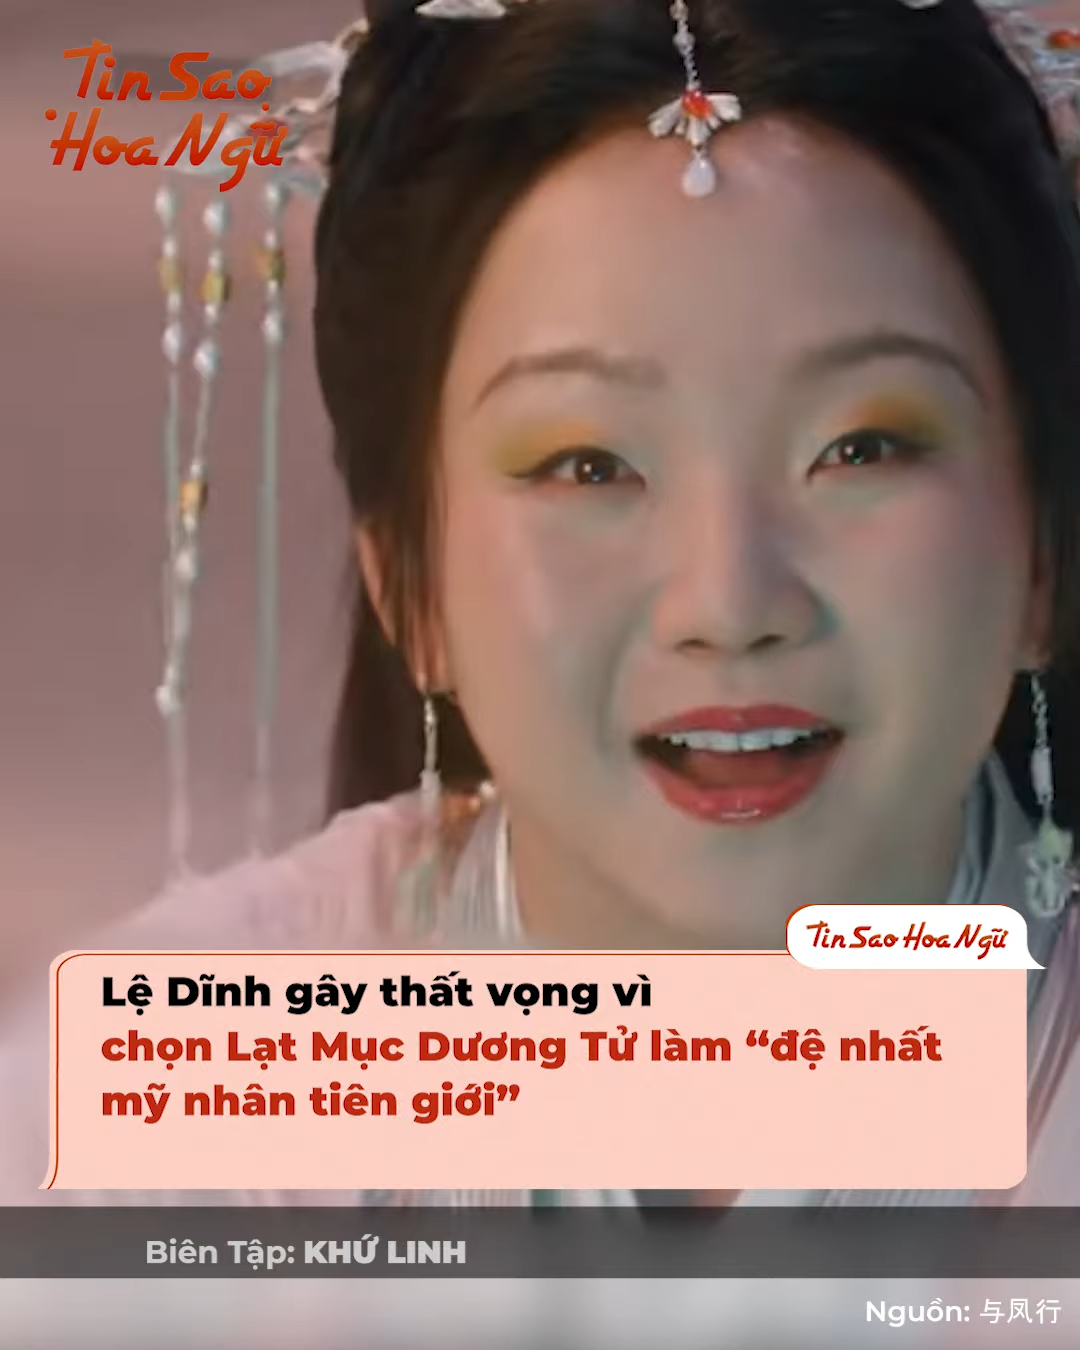 Tin Sao
Hoa Ngữ
Tin Sao Hoa Ngữ
Lệ Dĩnh gây thất vọng vì
chọn Lạt Mục Dương Tử làm “đệ nhất
mỹ nhân tiên giới”
Biên Tập: KHỨ LINH
Nguồn: 与凤行